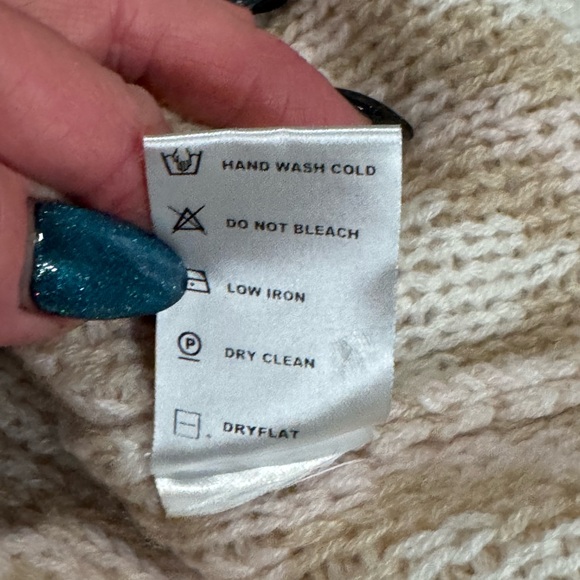 HAND WASH COLD
DO NOT BLEACH
LOW IRON
P DRY CLEAN
DRYFLAT